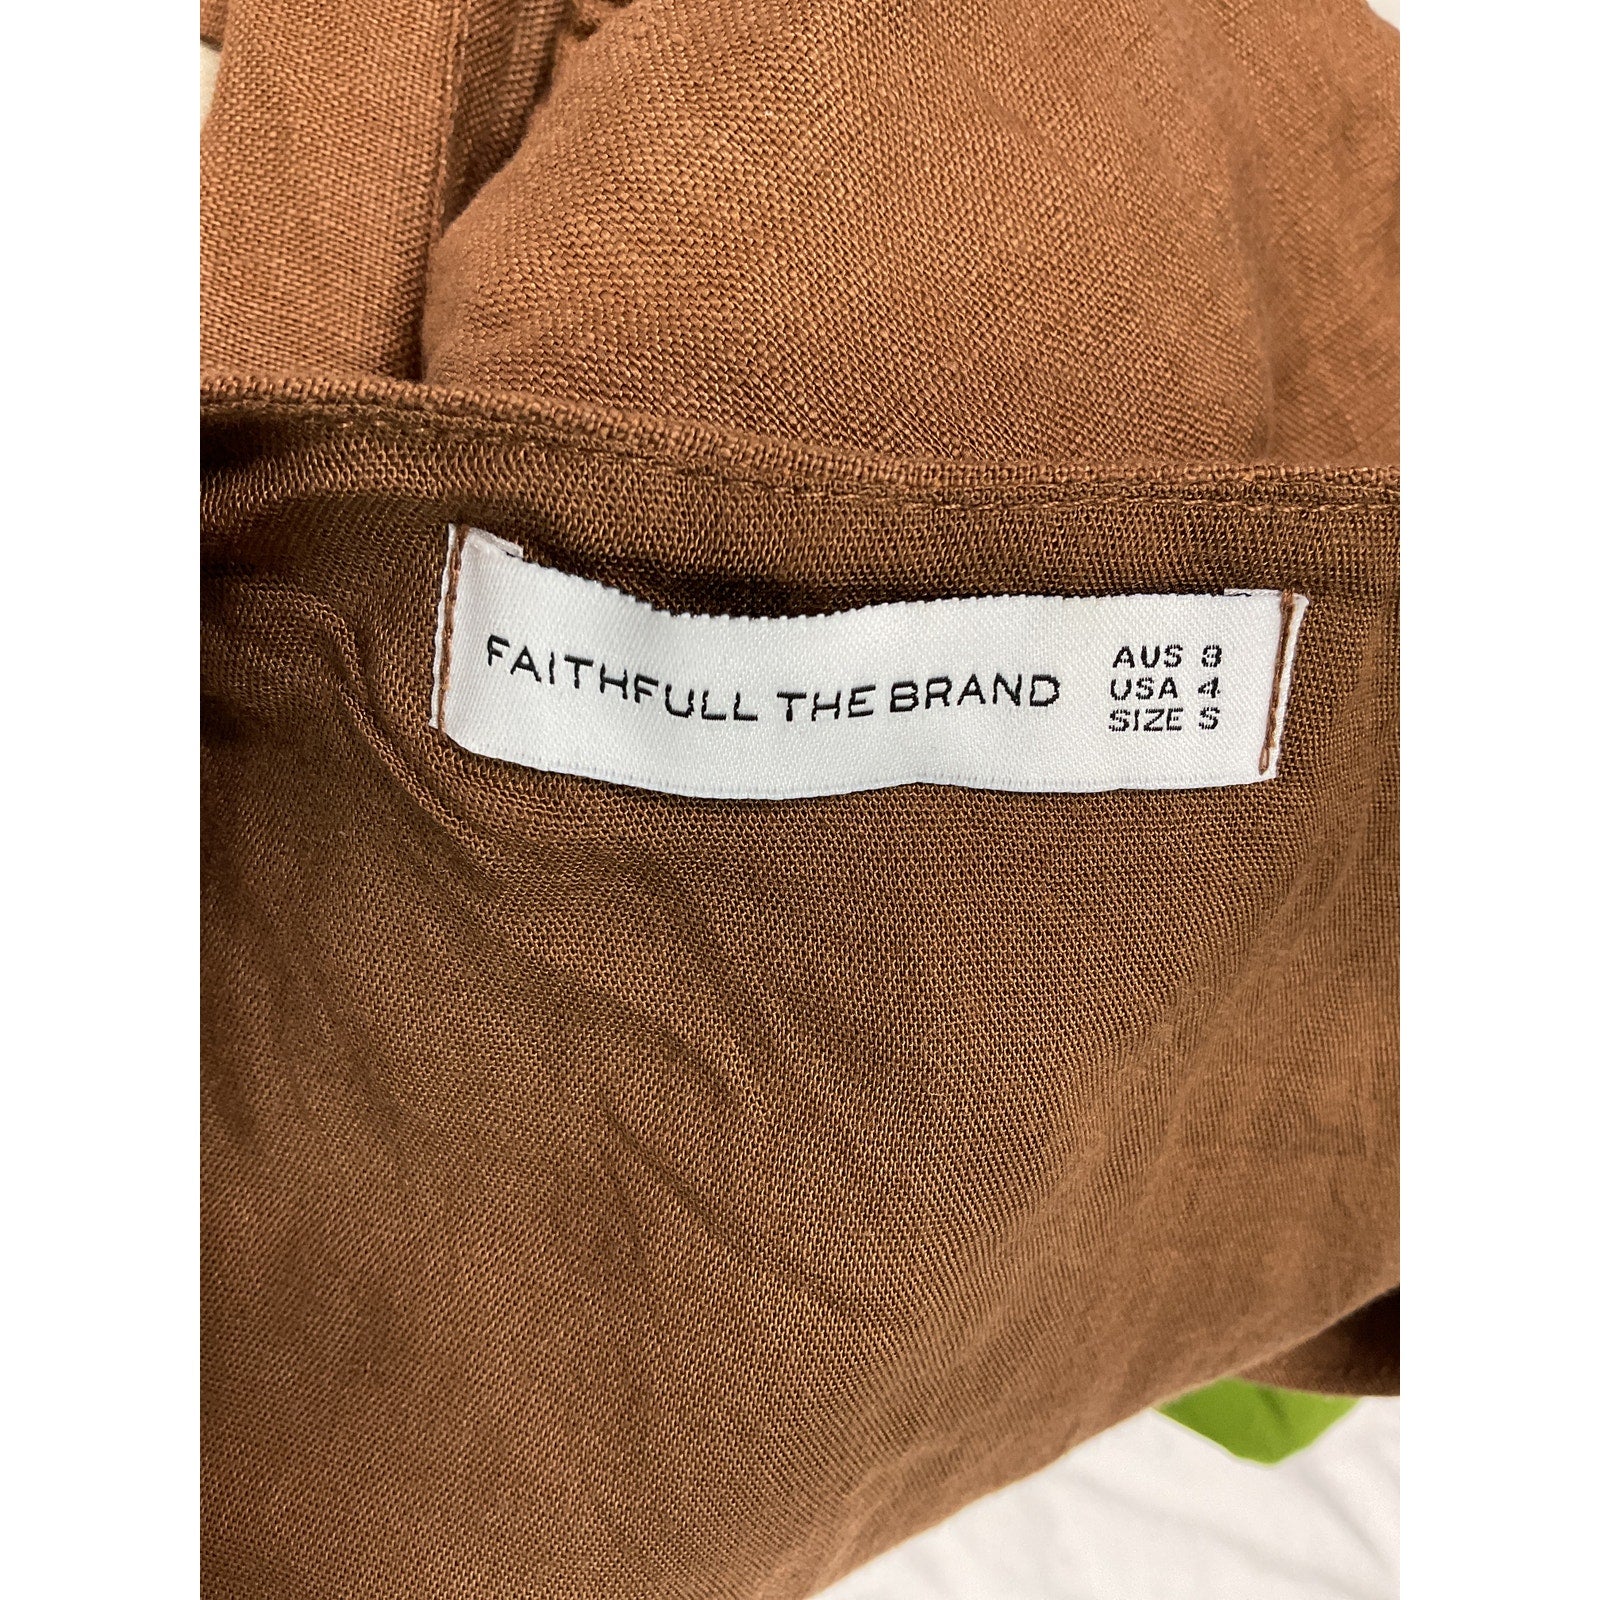 FAITHFULL THE BRAND
AUS 8
USA 4
SIZE S